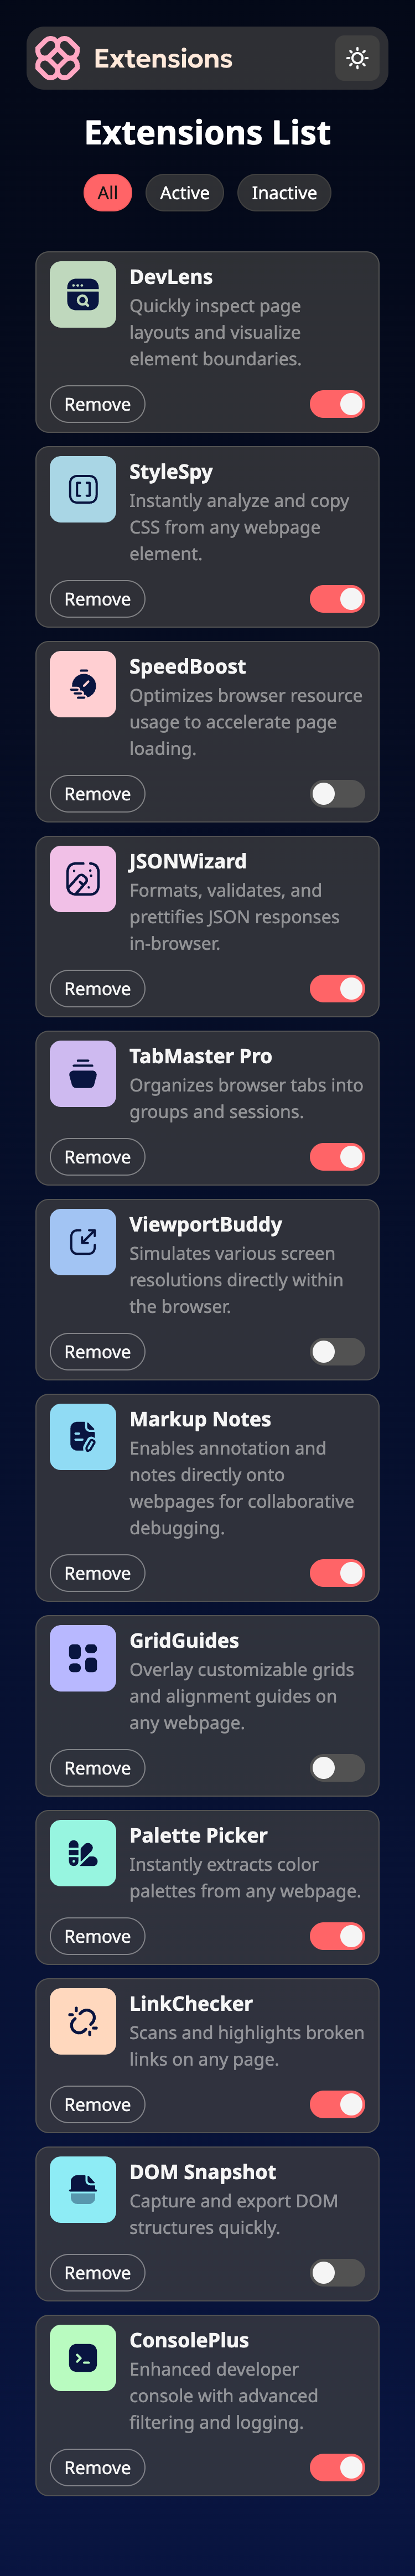 Extensions
Extensions List
All Active Inactive
DevLens
Quickly inspect page
layouts and visualize
element boundaries.
Remove
StyleSpy
Instantly analyze and copy
CSS from any webpage
element.
Remove
SpeedBoost
Optimizes browser resource
usage to accelerate page
loading.
Remove
JSONWizard
Formats, validates, and
prettifies JSON responses
in-browser.
Remove
TabMaster Pro
Organizes browser tabs into
groups and sessions.
Remove
ViewportBuddy
Simulates various screen
resolutions directly within
the browser.
Remove
Markup Notes
Enables annotation and
notes directly onto
webpages for collaborative
debugging.
Remove
GridGuides
Overlay customizable grids
and alignment guides on
any webpage.
Remove
Palette Picker
Instantly extracts color
palettes from any webpage.
Remove
LinkChecker
Scans and highlights broken
links on any page.
Remove
DOM Snapshot
Capture and export DOM
structures quickly.
Remove
ConsolePlus
Enhanced developer
console with advanced
filtering and logging.
Remove